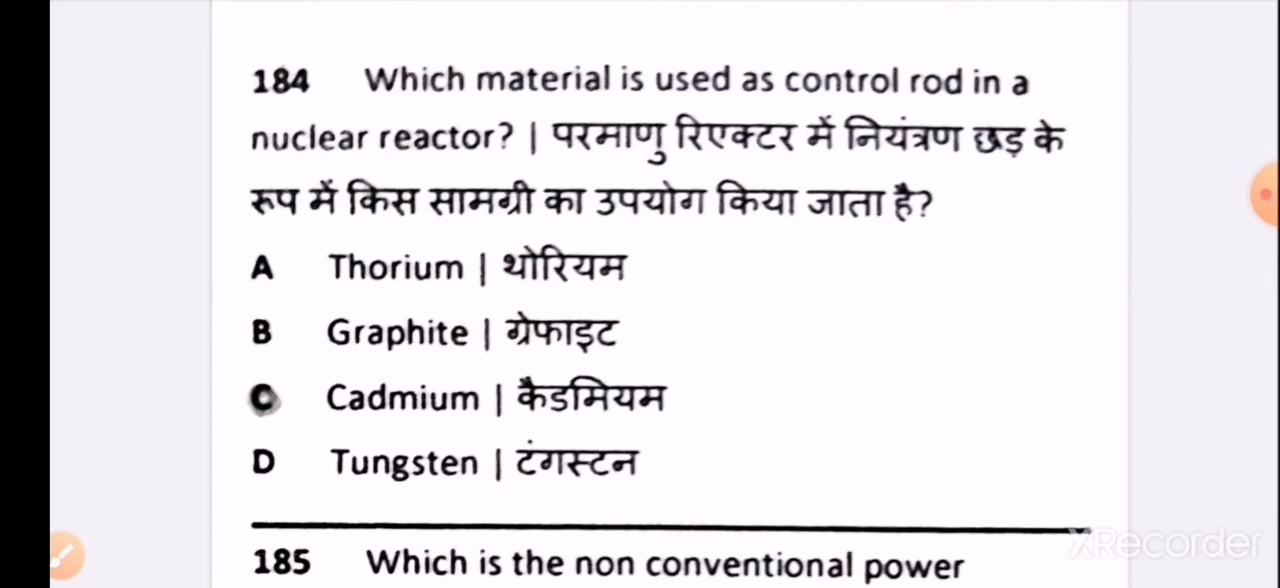 184 Which material is used as control rod in a
nuclear reactor? | परमाणु रिएक्टर में नियंत्रण छड़ के
रूप में किस सामग्री का उपयोग किया जाता है?
A Thorium | थोरियम
B Graphite | ग्रेफाइट
C Cadmium | कैडमियम
D Tungsten | टंगस्टन
185 Which is the non conventional power
XRecorder